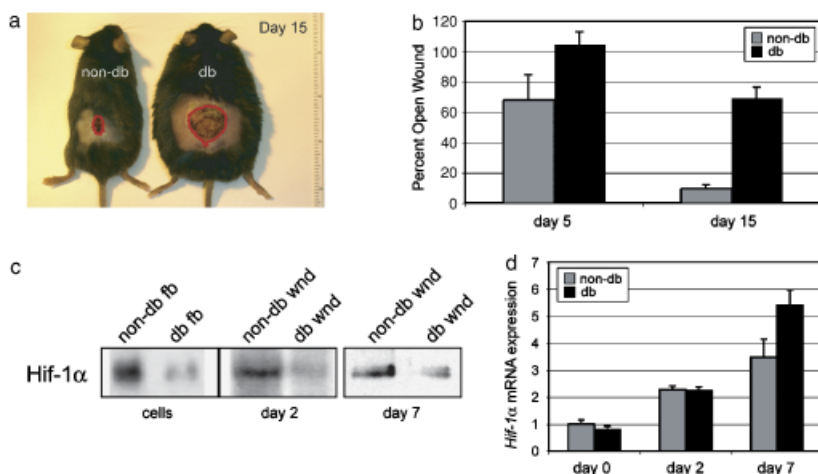 a
Day 15
non-db
db
b
Percent Open Wound
120
100
80
60
40
20
0
non-db
db
day 5
day 15
c
non-db fb
db fb
non-db wnd
db wnd
non-db wnd
db wnd
Hif-1α
cells
day 2
day 7
d
Hif-1α mRNA expression
7
6
5
4
3
2
1
0
non-db
db
day 0
day 2
day 7